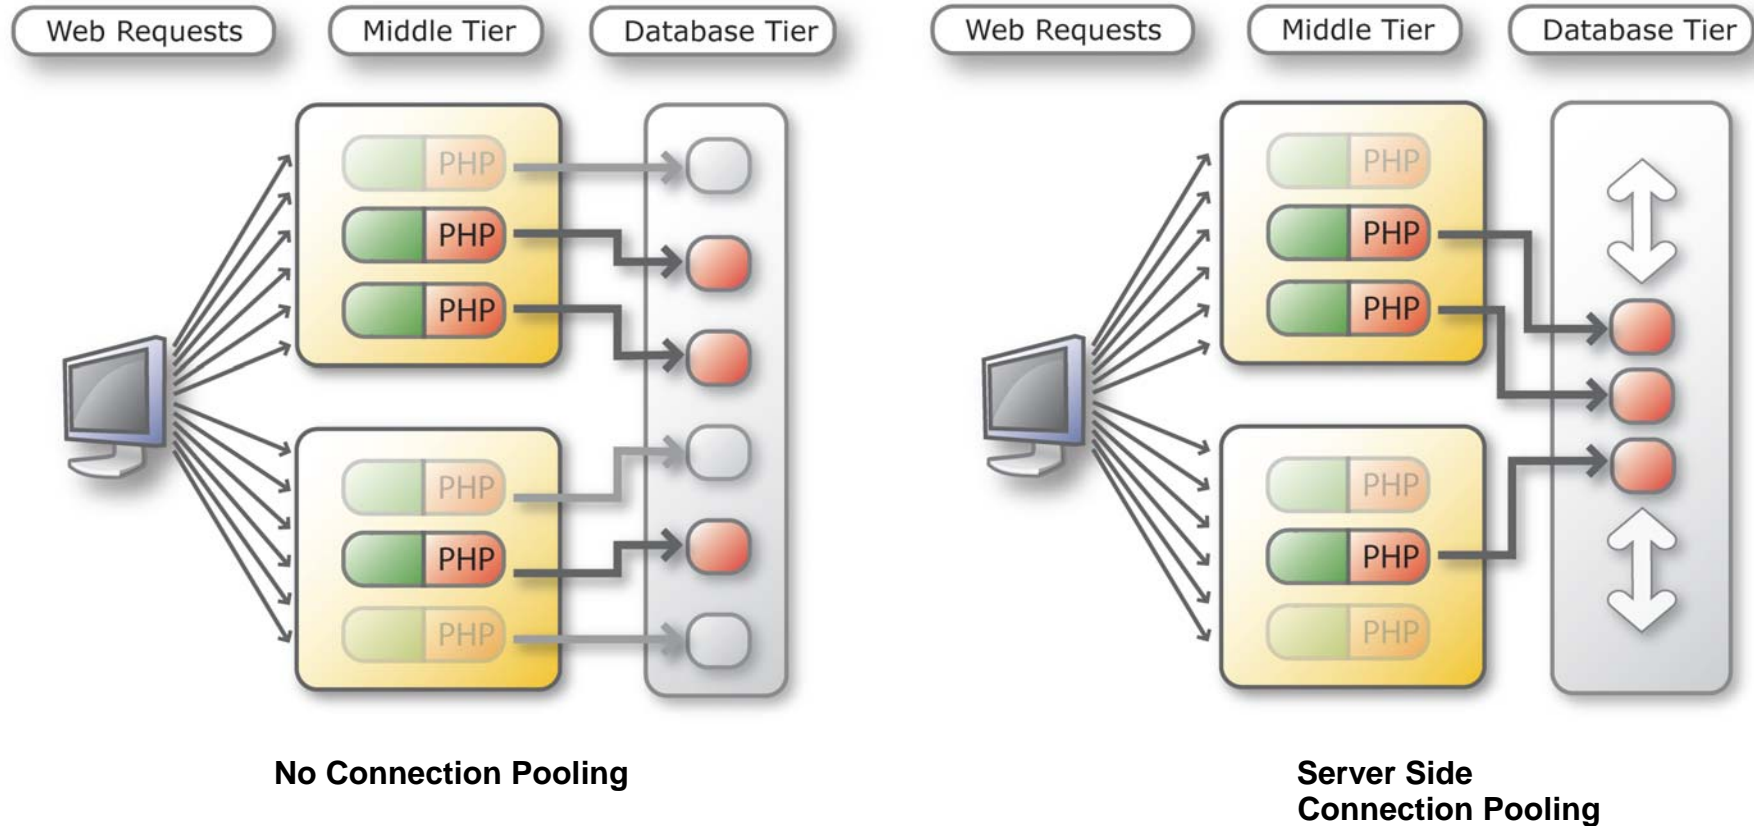 Web Requests
Middle Tier
Database Tier
PHP
PHP
PHP
PHP
PHP
PHP
No Connection Pooling
Web Requests
Middle Tier
Database Tier
PHP
PHP
PHP
PHP
PHP
PHP
Server Side
Connection Pooling